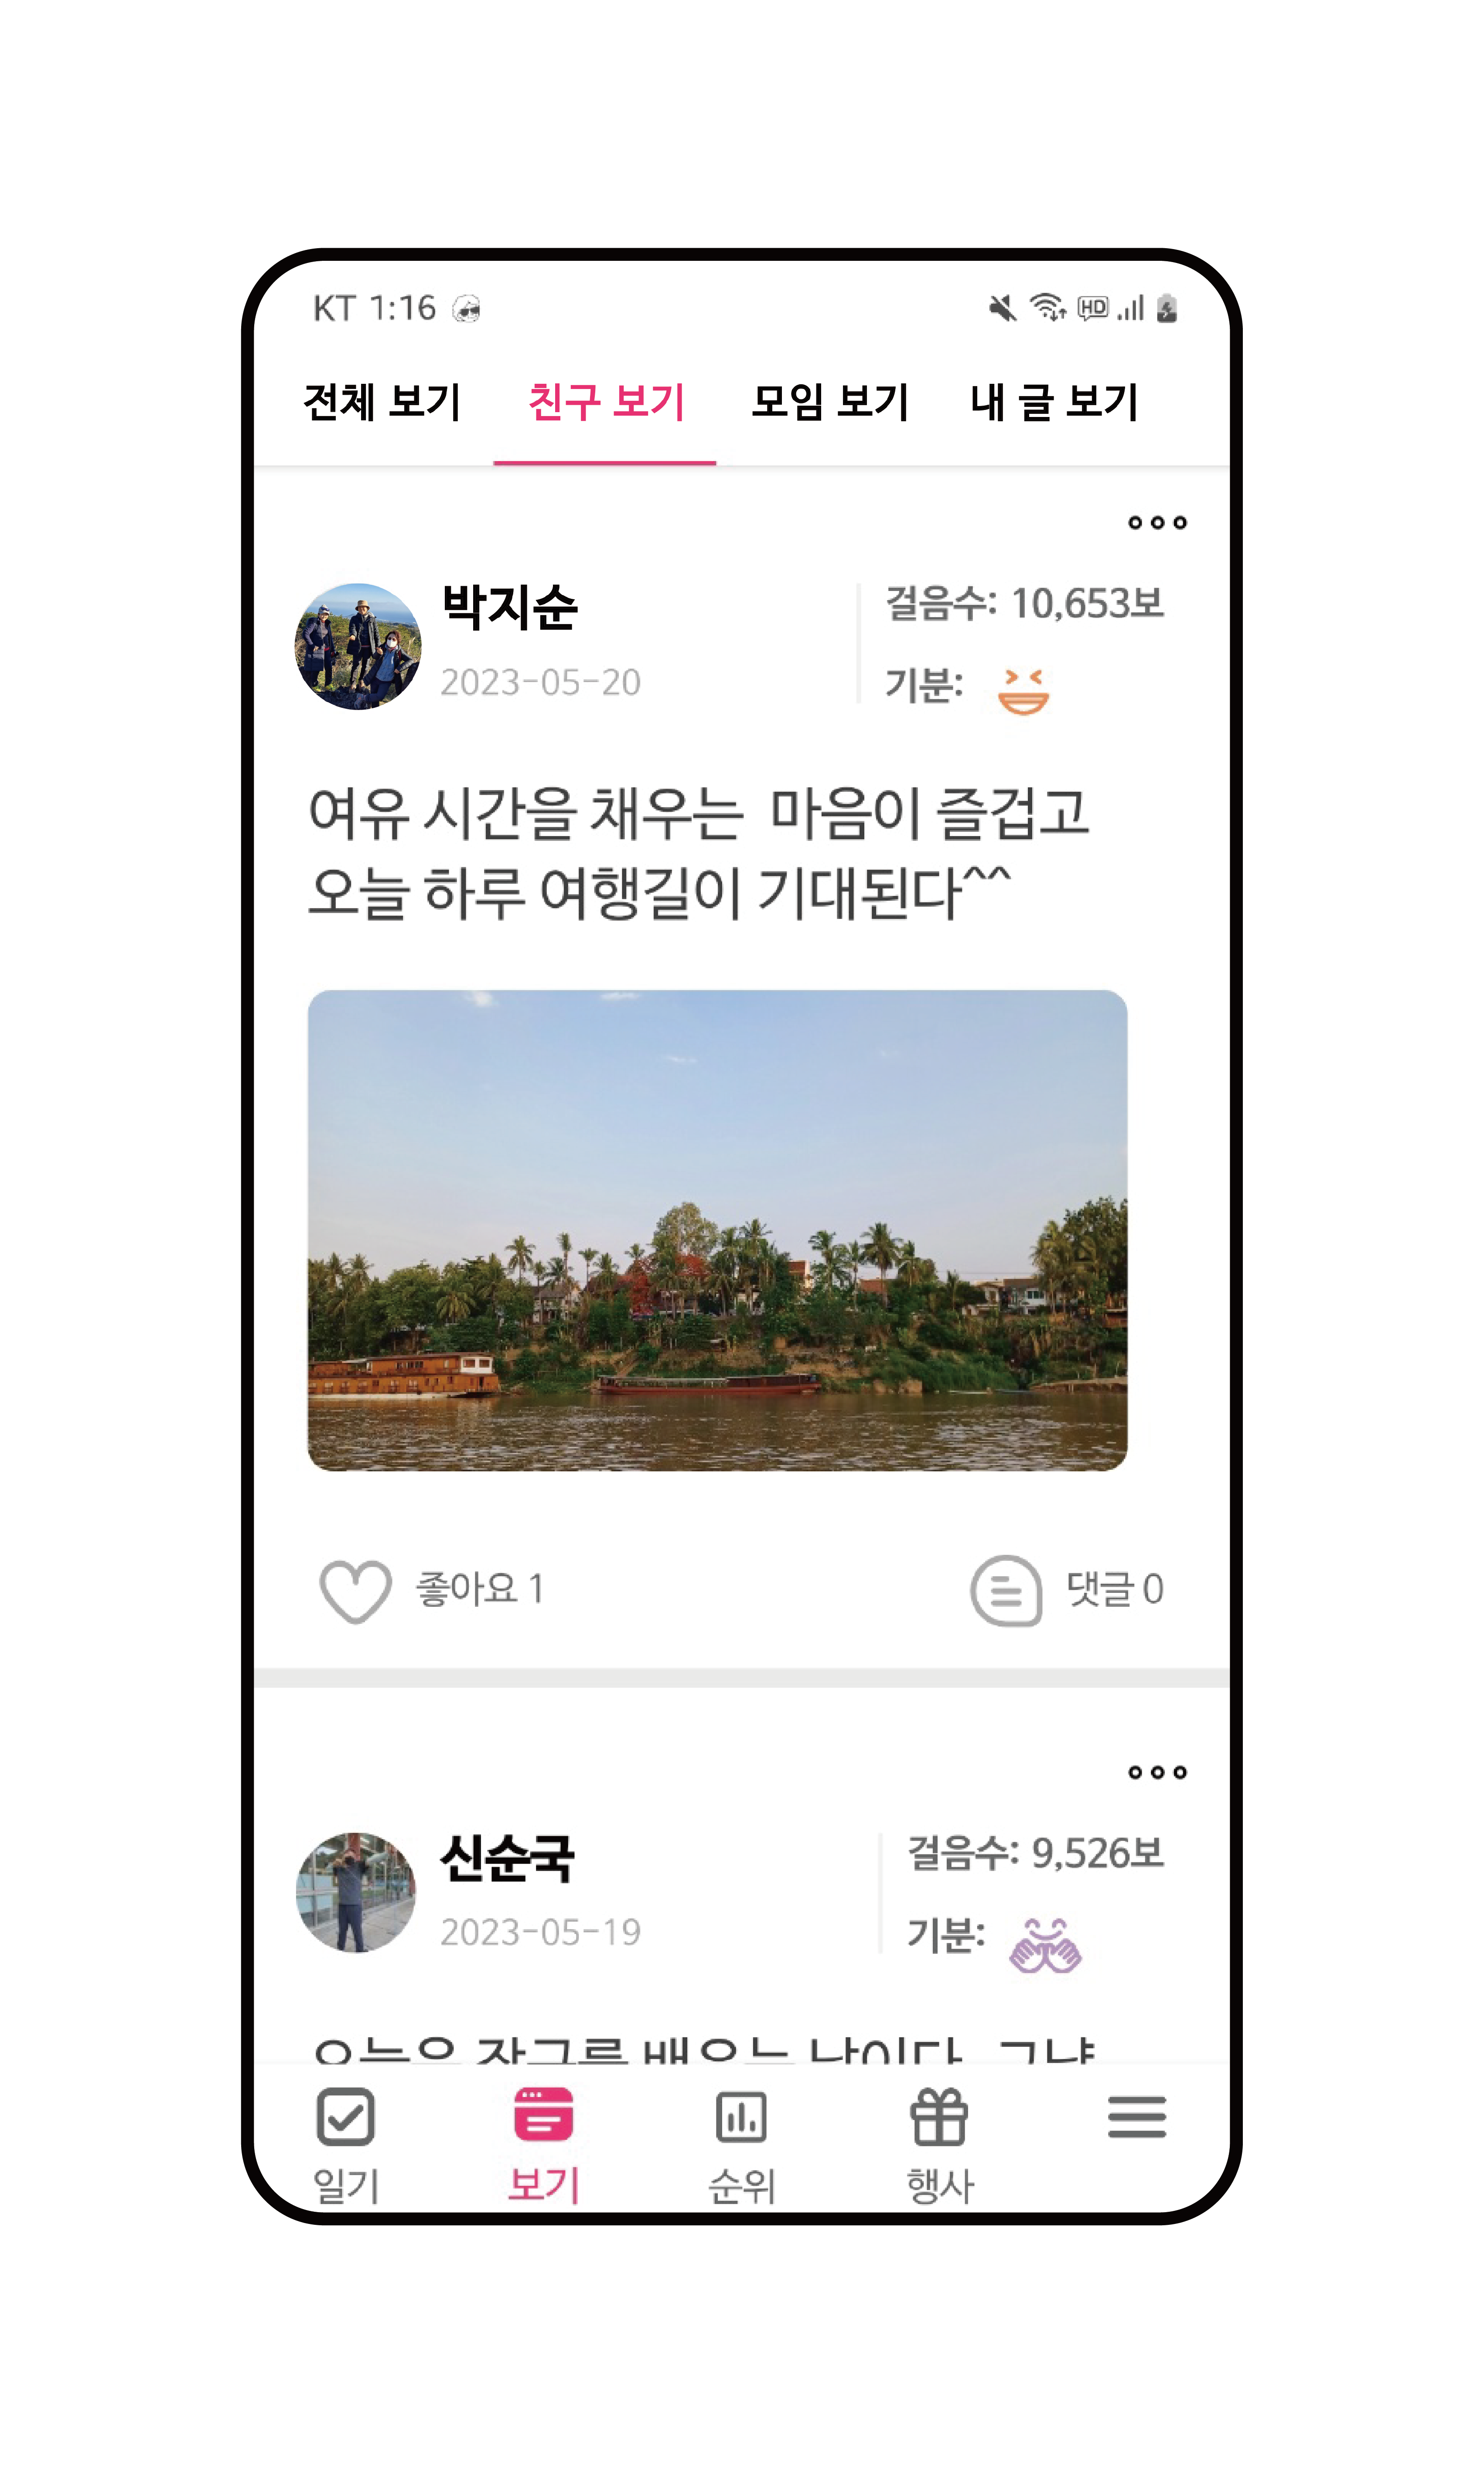 KT 1:16
HD
전체 보기 친구 보기 모임 보기 내 글 보기
박지순
걸음수: 10,653보
2023-05-20
기분:
여유 시간을 채우는 마음이 즐겁고
오늘 하루 여행길이 기대된다^^
좋아요 1
댓글 0
신순국
걸음수: 9,526보
2023-05-19
기분:
일기 보기 순위 행사